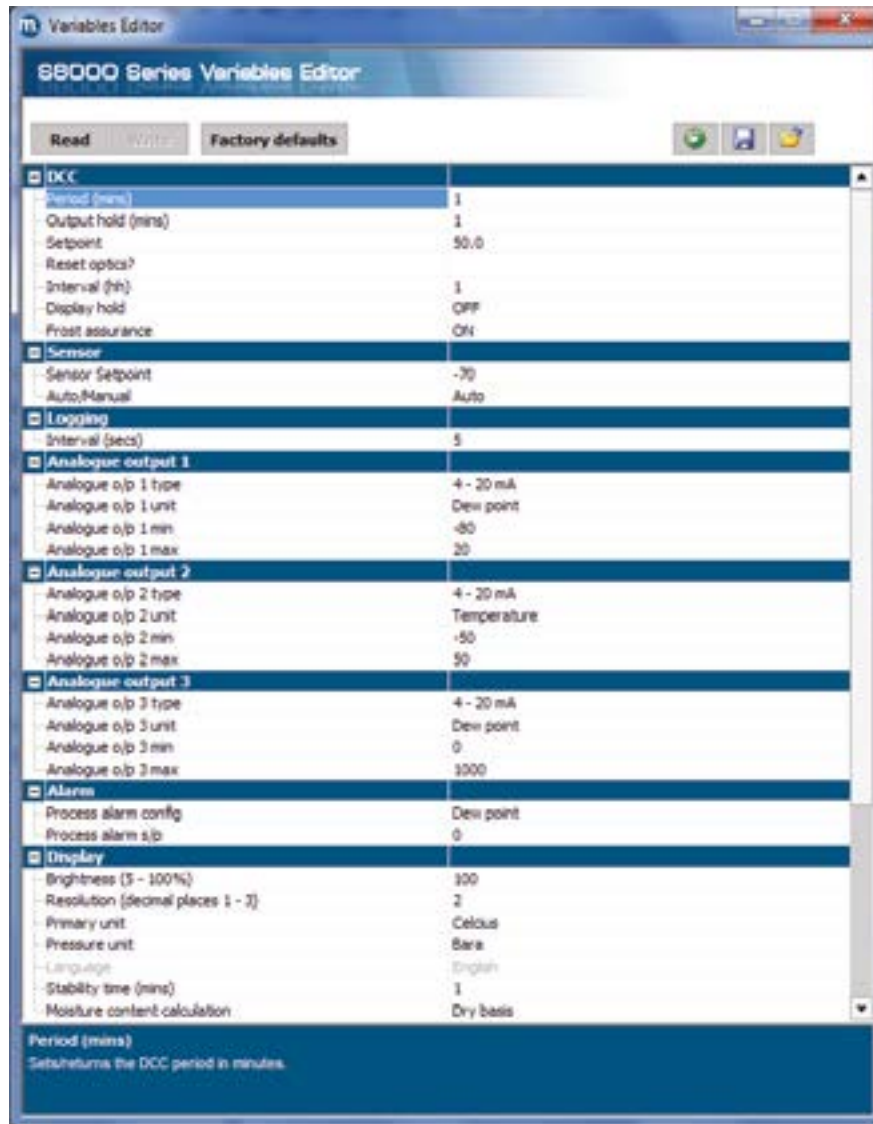 Variables Editor
S8000 Series Variables Editor
Read Write Factory defaults
DCC
Period (mins) 1
Output hold (mins) 1
Setpoint 50.0
Reset optics?
Interval (hh) 1
Display hold OFF
Frost assurance ON
Sensor
Sensor Setpoint -70
Auto/Manual Auto
Logging
Interval (secs) 5
Analogue output 1
Analogue o/p 1 type 4 - 20 mA
Analogue o/p 1 unit Dew point
Analogue o/p 1 min -80
Analogue o/p 1 max 20
Analogue output 2
Analogue o/p 2 type 4 - 20 mA
Analogue o/p 2 unit Temperature
Analogue o/p 2 min -50
Analogue o/p 2 max 50
Analogue output 3
Analogue o/p 3 type 4 - 20 mA
Analogue o/p 3 unit Dew point
Analogue o/p 3 min 0
Analogue o/p 3 max 1000
Alarm
Process alarm config Dew point
Process alarm s/p 0
Display
Brightness (5 - 100%) 100
Resolution (decimal places 1 - 3) 2
Primary unit Celcius
Pressure unit Bara
Language English
Stability time (mins) 1
Moisture content calculation Dry basis
Period (mins)
Sets/returns the DCC period in minutes.